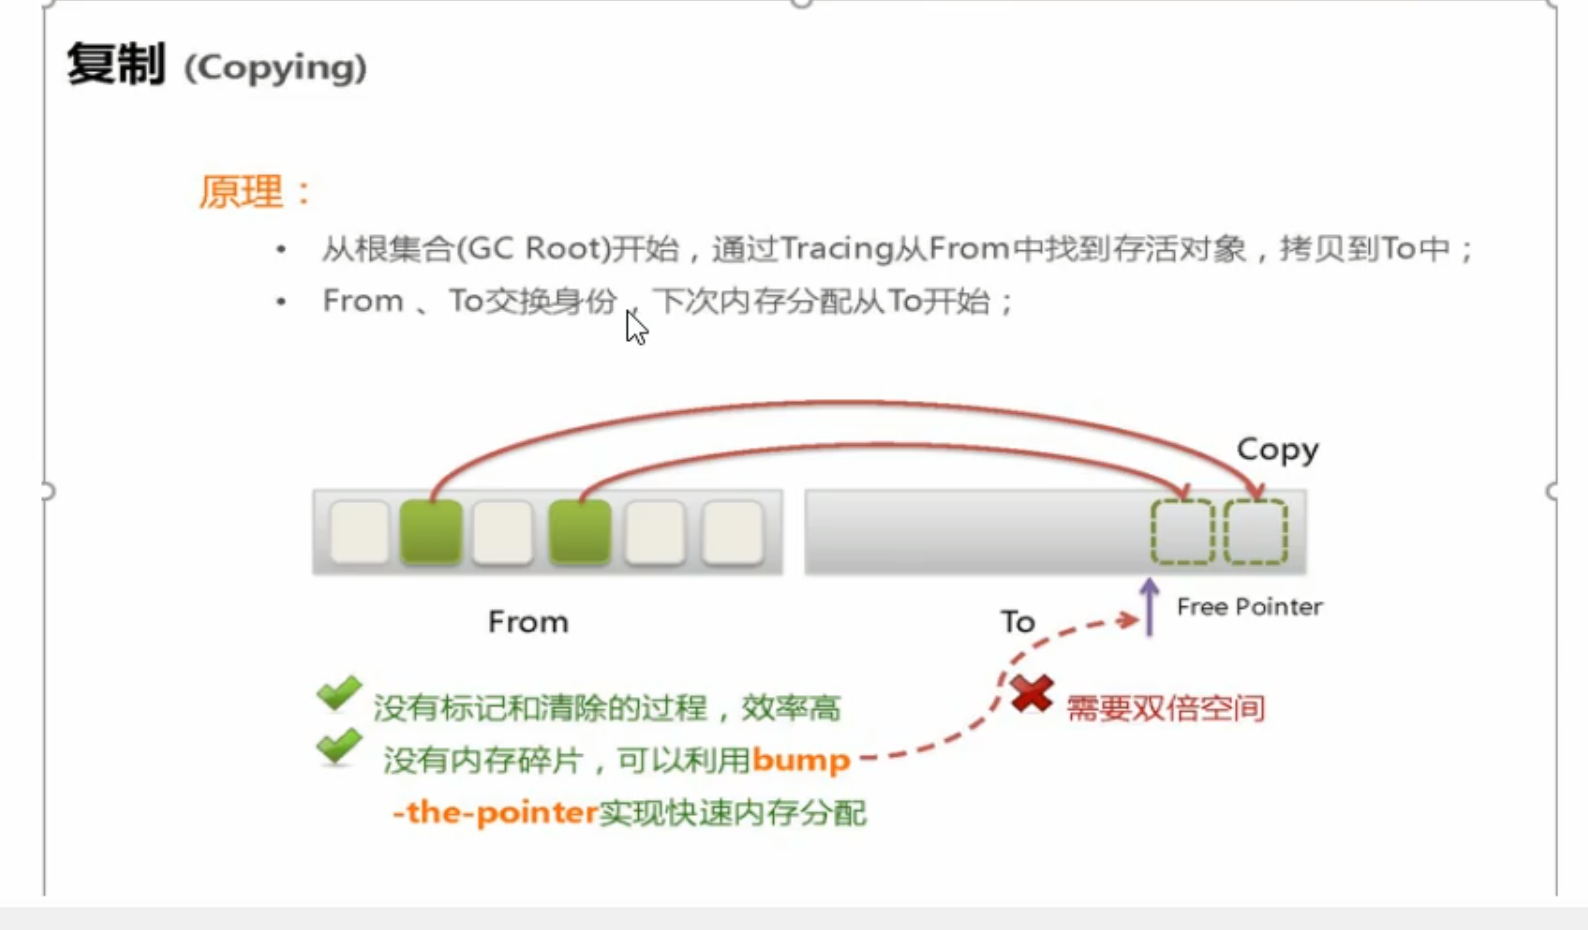 复制 (Copying)
原理：
• 从根集合(GC Root)开始，通过Tracing从From中找到存活对象，拷贝到To中；
• From 、To交换身份，下次内存分配从To开始；
Copy
From
To
Free Pointer
没有标记和清除的过程，效率高
需要双倍空间
没有内存碎片，可以利用bump
-the-pointer实现快速内存分配